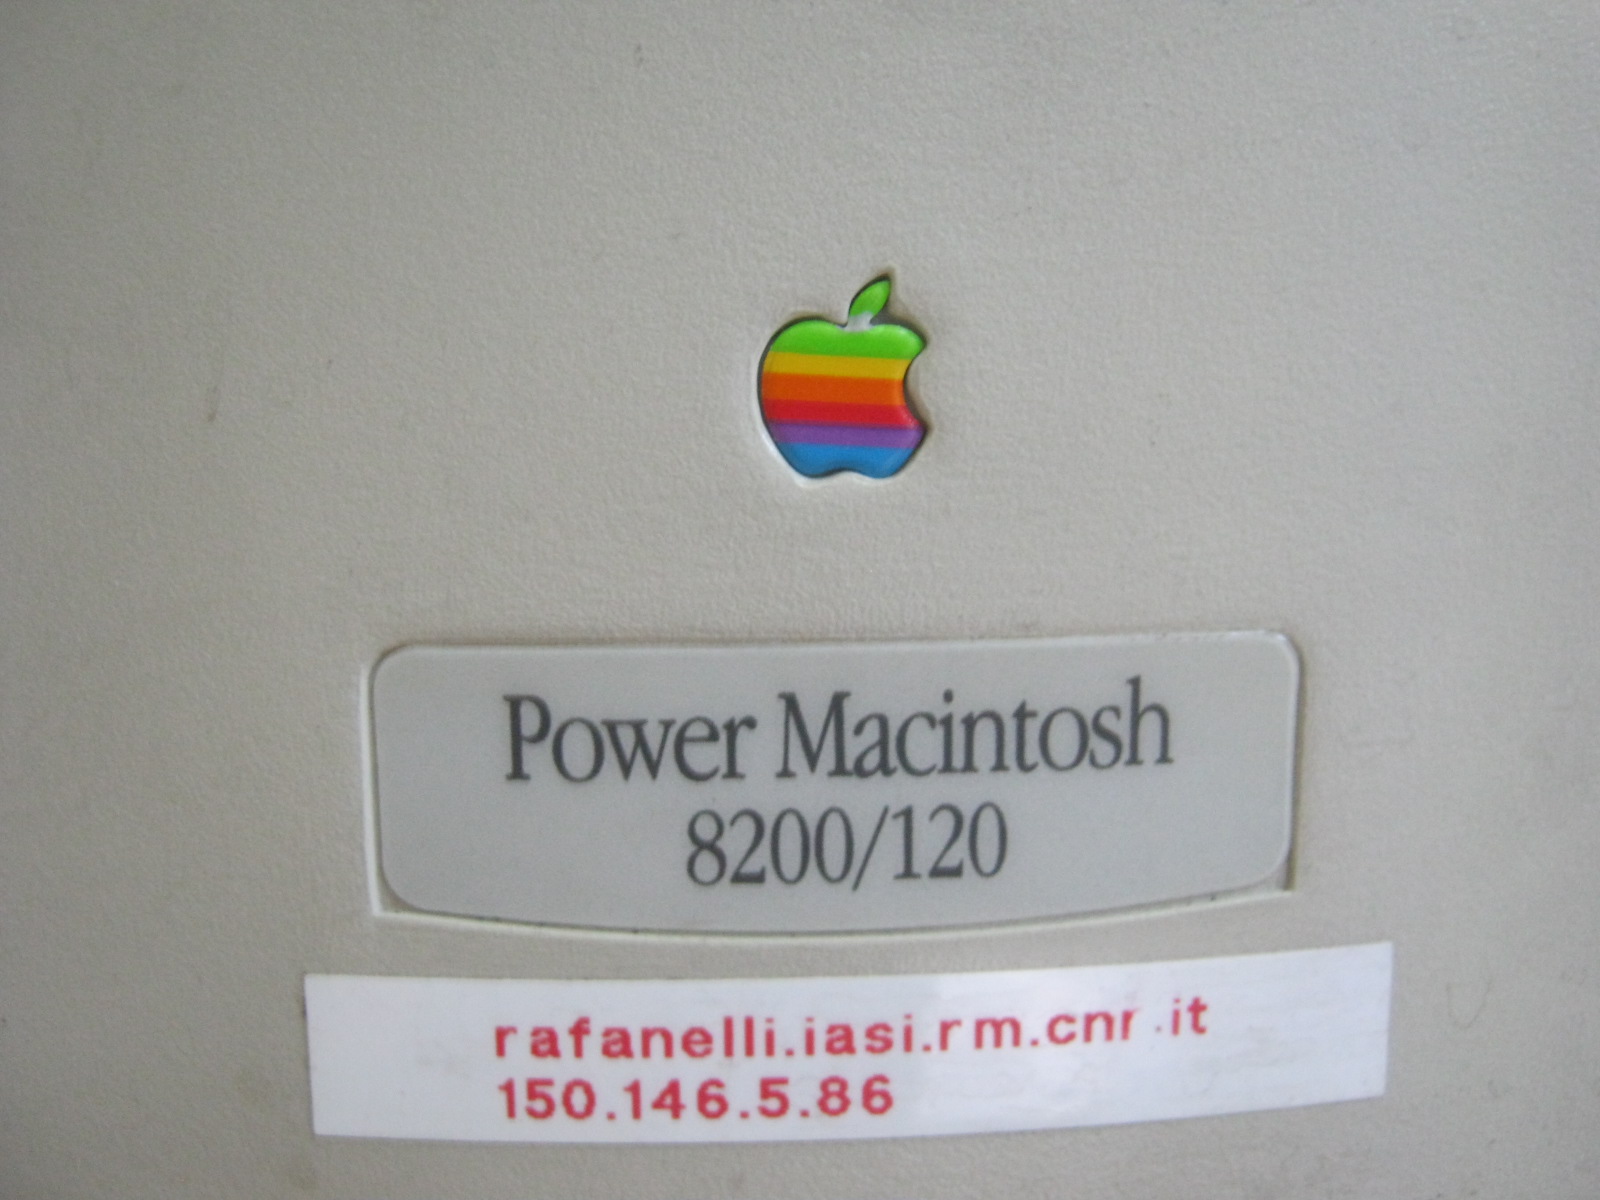 Power Macintosh
8200/120
rafanelli.iasi.rm.cnr.it
150.146.5.86